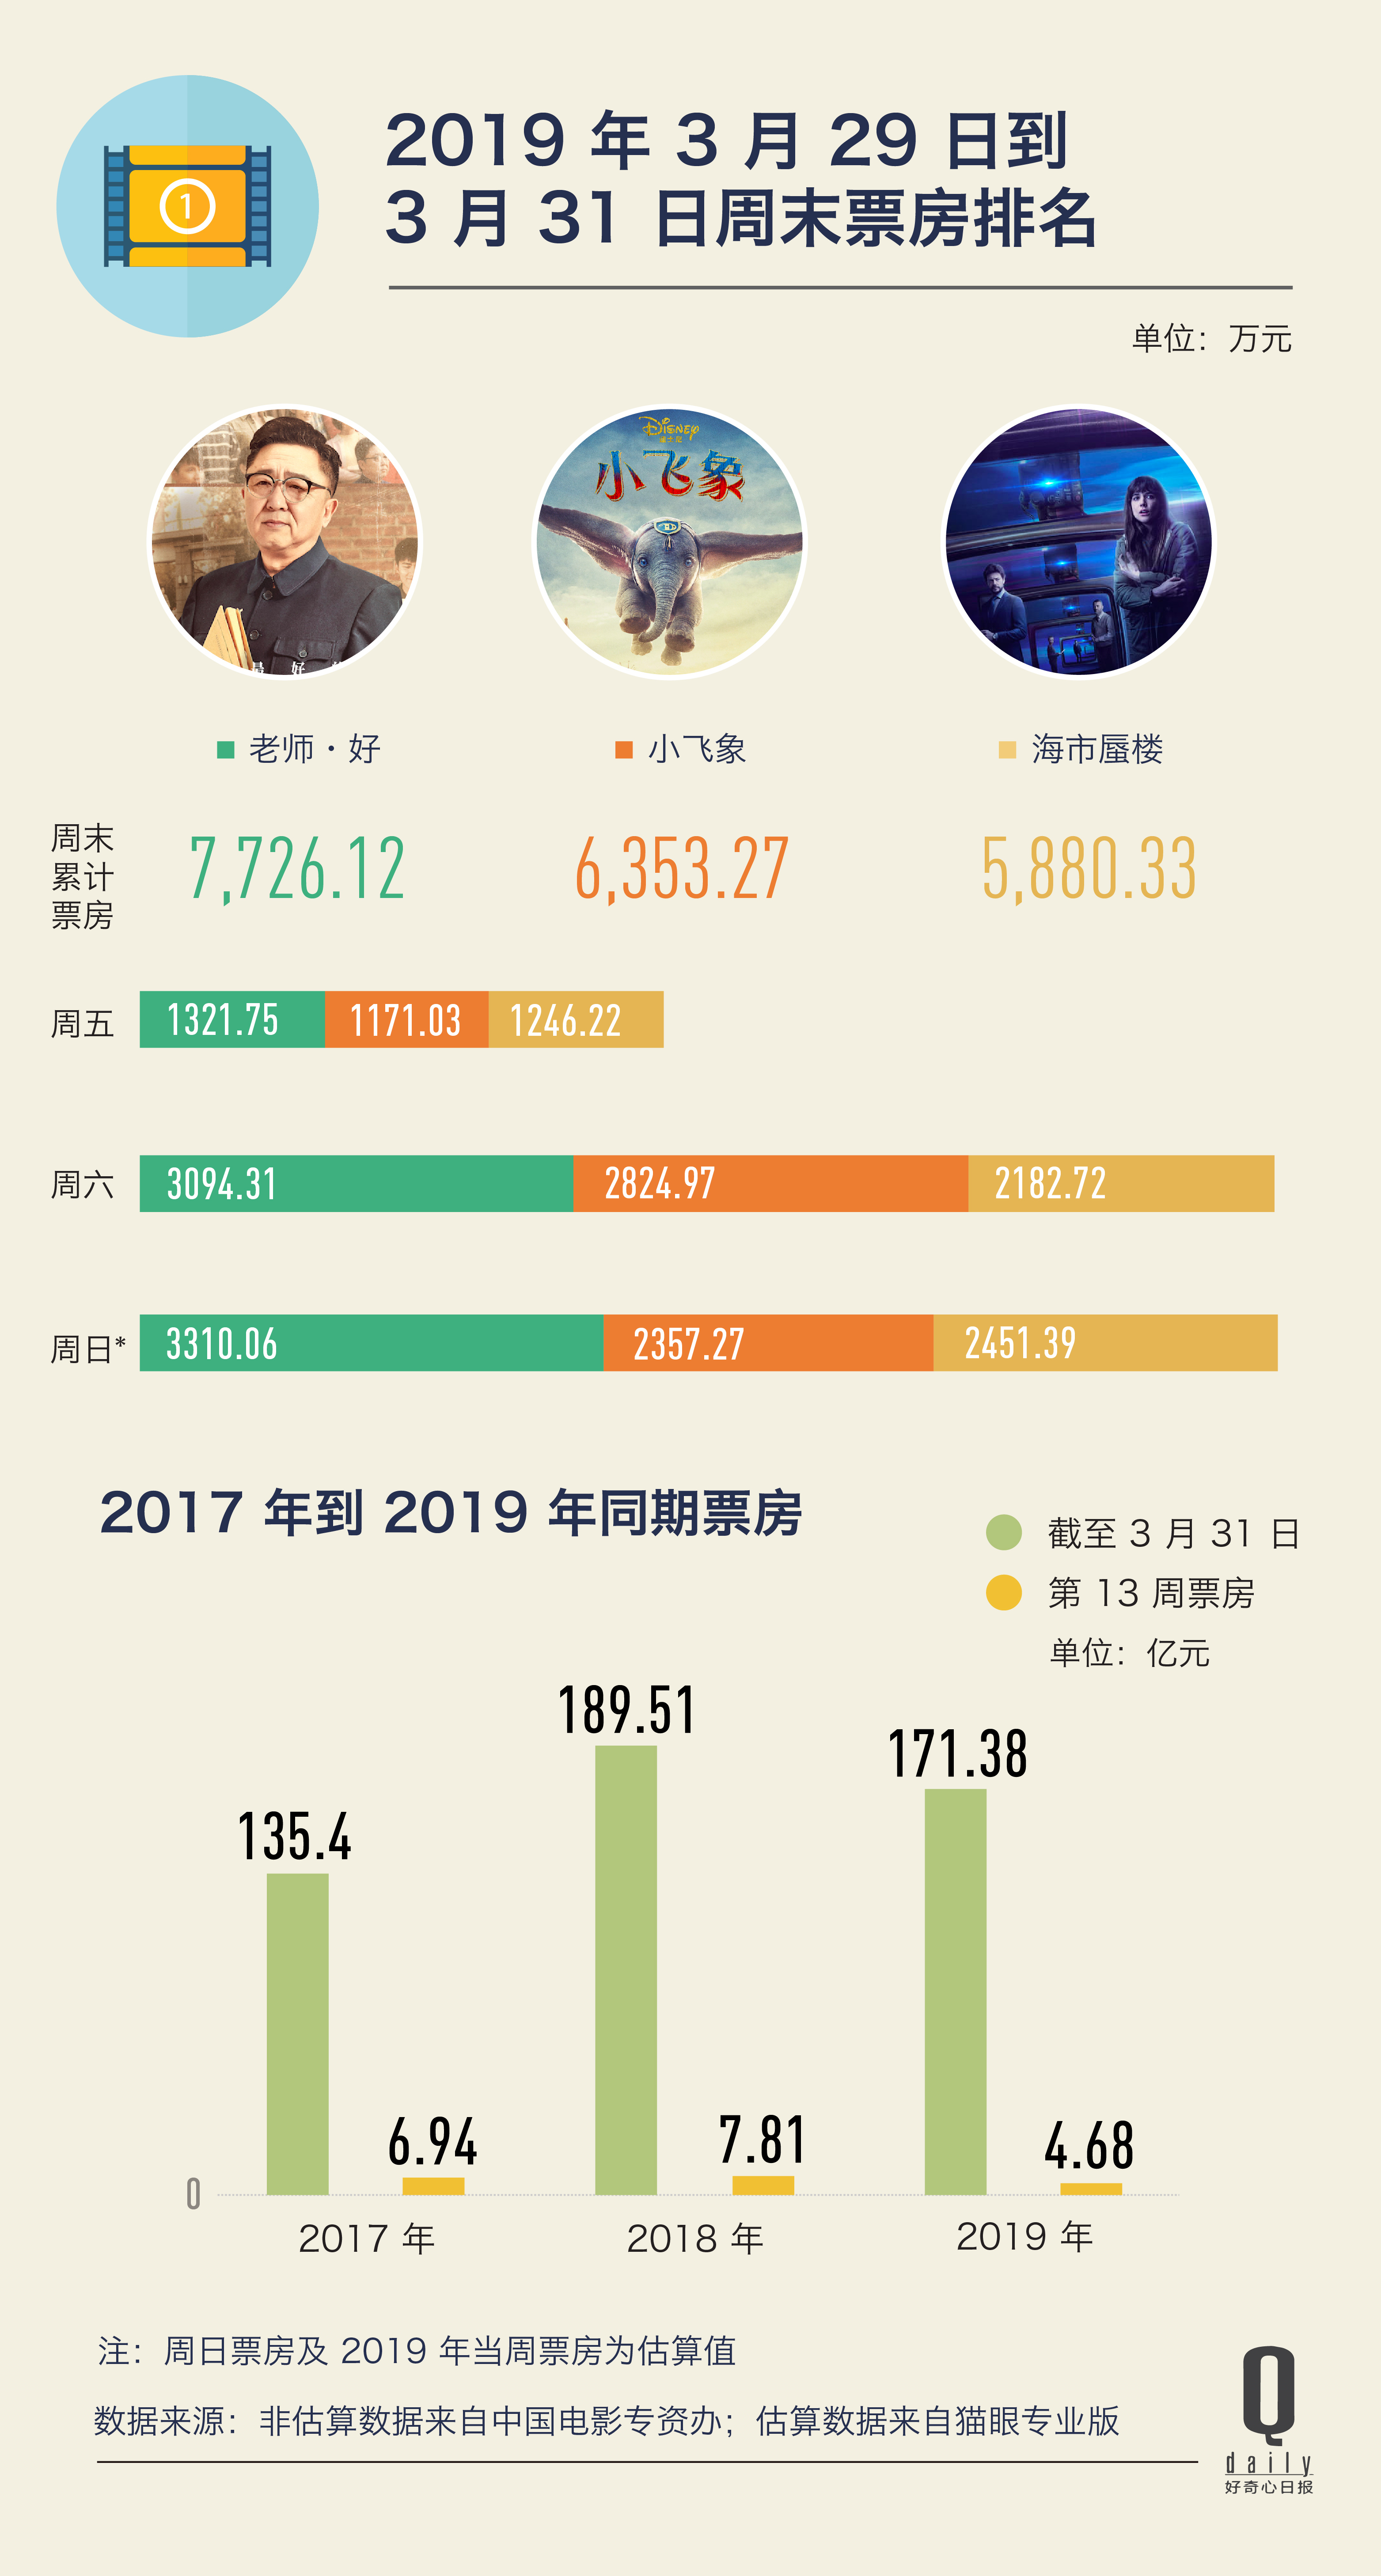 1
2019 年 3 月 29 日到
3 月 31 日周末票房排名
单位：万元
Disney
小飞象
最 好
老师・好
小飞象
海市蜃楼
周末
累计
票房
7,726.12
6,353.27
5,880.33
周五
1321.75
1171.03
1246.22
周六
3094.31
2824.97
2182.72
周日*
3310.06
2357.27
2451.39
2017 年到 2019 年同期票房
截至 3 月 31 日
第 13 周票房
单位：亿元
189.51
171.38
135.4
6.94
7.81
4.68
0
2017 年
2018 年
2019 年
注：周日票房及 2019 年当周票房为估算值
数据来源：非估算数据来自中国电影专资办；估算数据来自猫眼专业版
Q
daily
好奇心日报